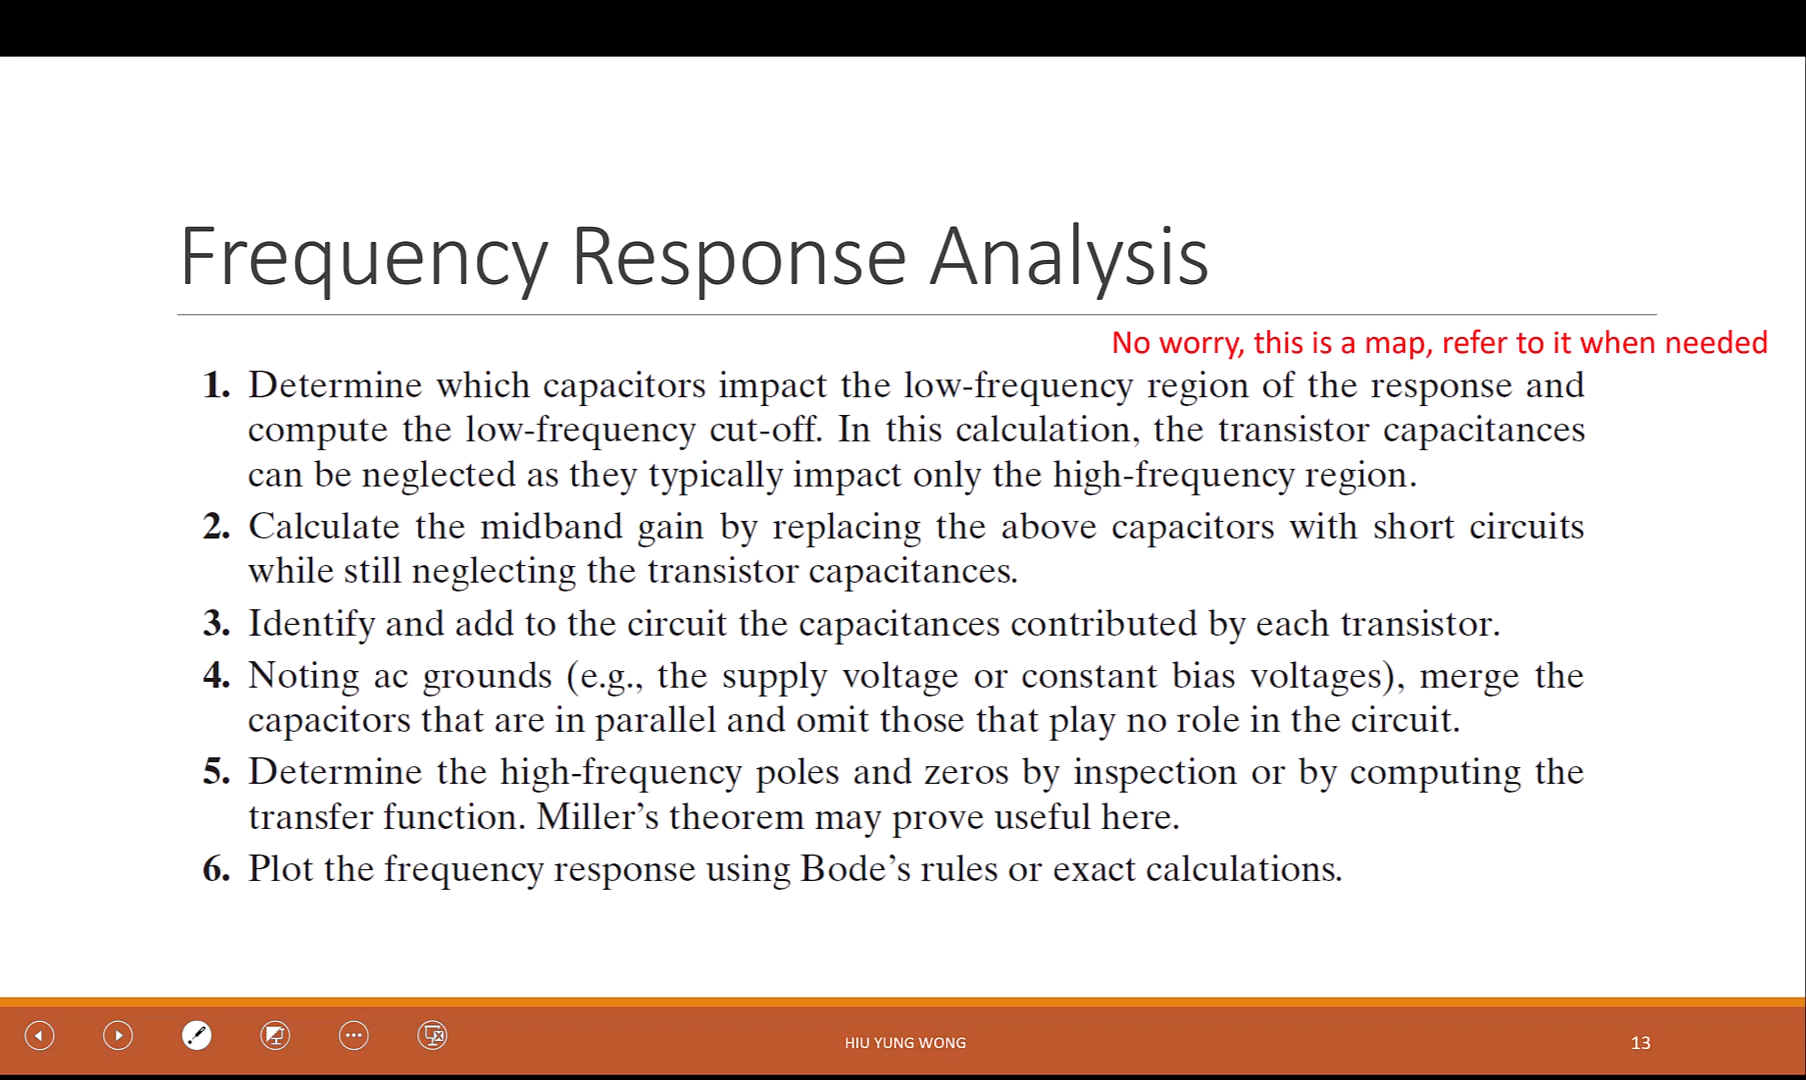 Frequency Response Analysis
No worry, this is a map, refer to it when needed
1. Determine which capacitors impact the low-frequency region of the response and
compute the low-frequency cut-off. In this calculation, the transistor capacitances
can be neglected as they typically impact only the high-frequency region.
2. Calculate the midband gain by replacing the above capacitors with short circuits
while still neglecting the transistor capacitances.
3. Identify and add to the circuit the capacitances contributed by each transistor.
4. Noting ac grounds (e.g., the supply voltage or constant bias voltages), merge the
capacitors that are in parallel and omit those that play no role in the circuit.
5. Determine the high-frequency poles and zeros by inspection or by computing the
transfer function. Miller’s theorem may prove useful here.
6. Plot the frequency response using Bode’s rules or exact calculations.
HIU YUNG WONG
13